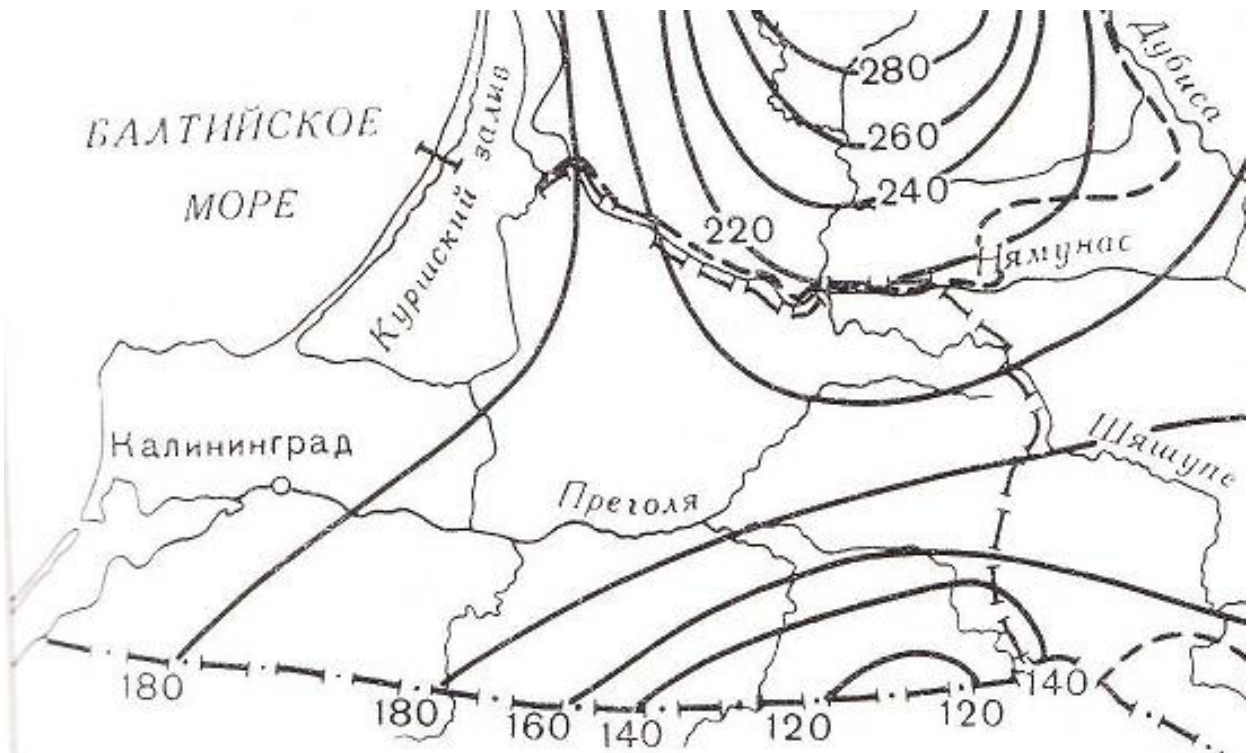 280
Дубиса
БАЛТИЙСКОЕ
МОРЕ
260
Куршский залив
240
220
Нямунас
Калининград
Шяшупе
Преголя
180
180
160
140
120
120
140